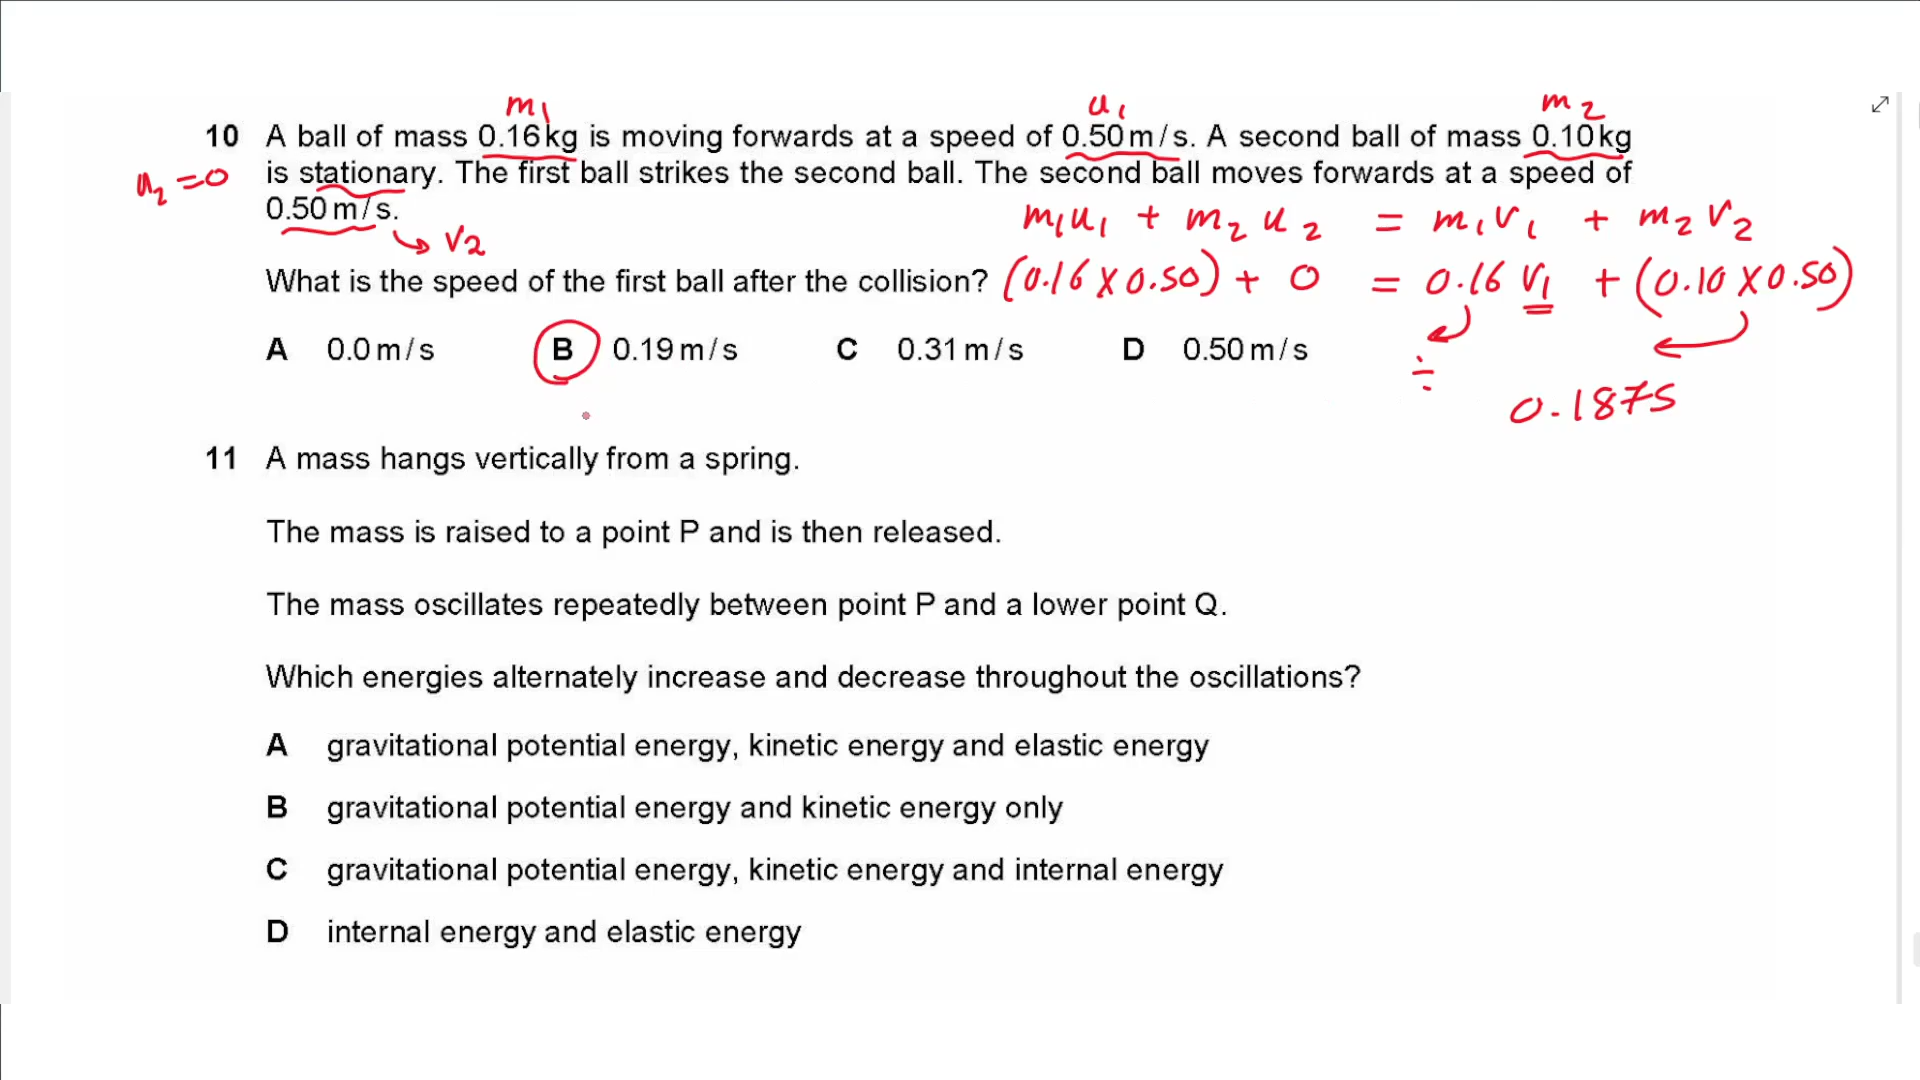 m1 u1 m2
10 A ball of mass 0.16 kg is moving forwards at a speed of 0.50 m/s. A second ball of mass 0.10 kg
u2 =0 is stationary. The first ball strikes the second ball. The second ball moves forwards at a speed of
0.50 m/s. m1u1 + m2u2 = m1v1 + m2v2
→ v2
What is the speed of the first ball after the collision? (0.16 x 0.50) + 0 = 0.16 v1 + (0.10 x 0.50)
A 0.0 m/s B 0.19 m/s C 0.31 m/s D 0.50 m/s
÷
0.1875
11 A mass hangs vertically from a spring.
The mass is raised to a point P and is then released.
The mass oscillates repeatedly between point P and a lower point Q.
Which energies alternately increase and decrease throughout the oscillations?
A gravitational potential energy, kinetic energy and elastic energy
B gravitational potential energy and kinetic energy only
C gravitational potential energy, kinetic energy and internal energy
D internal energy and elastic energy